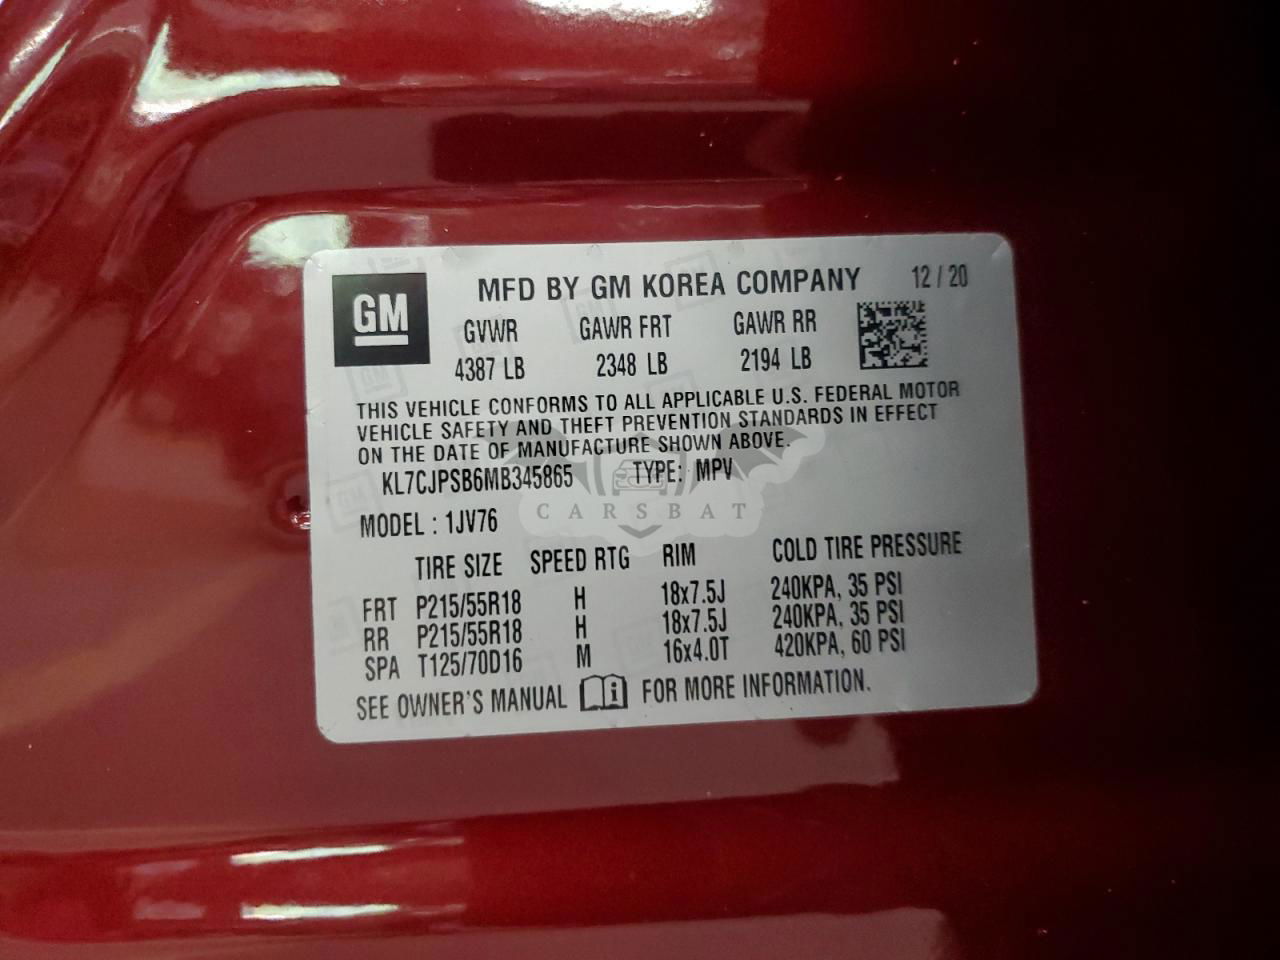 GM
MFD BY GM KOREA COMPANY 12 / 20
GVWR GAWR FRT GAWR RR
4387 LB 2348 LB 2194 LB
THIS VEHICLE CONFORMS TO ALL APPLICABLE U.S. FEDERAL MOTOR
VEHICLE SAFETY AND THEFT PREVENTION STANDARDS IN EFFECT
ON THE DATE OF MANUFACTURE SHOWN ABOVE.
KL7CJPSB6MB345865 TYPE: MPV
CARSBAT
MODEL : 1JV76
TIRE SIZE SPEED RTG RIM COLD TIRE PRESSURE
FRT P215/55R18 H 18x7.5J 240KPA, 35 PSI
RR P215/55R18 H 18x7.5J 240KPA, 35 PSI
SPA T125/70D16 M 16x4.0T 420KPA, 60 PSI
SEE OWNER'S MANUAL FOR MORE INFORMATION.